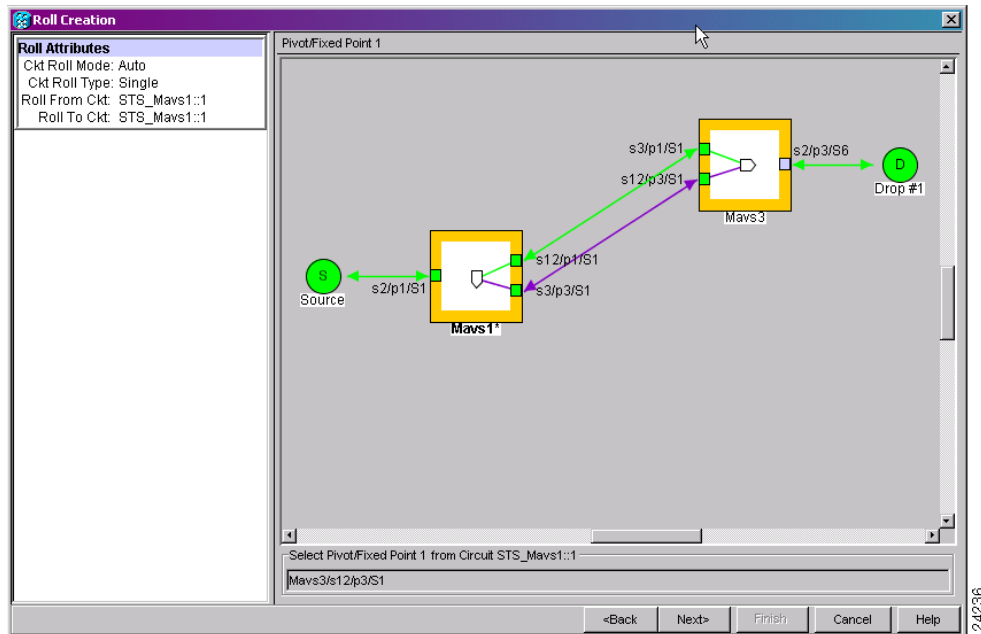 Roll Creation
Roll Attributes
Ckt Roll Mode: Auto
Ckt Roll Type: Single
Roll From Ckt: STS_Mavs1::1
Roll To Ckt: STS_Mavs1::1
Pivot/Fixed Point 1
s3/p1/S1
s2/p3/S6
D
s12/p3/S1
Drop #1
Mavs3
s12/p1/S1
S
s2/p1/S1
s3/p3/S1
Source
Mavs1*
Select Pivot/Fixed Point 1 from Circuit STS_Mavs1::1
Mavs3/s12/p3/S1
<Back
Next>
Finish
Cancel
Help